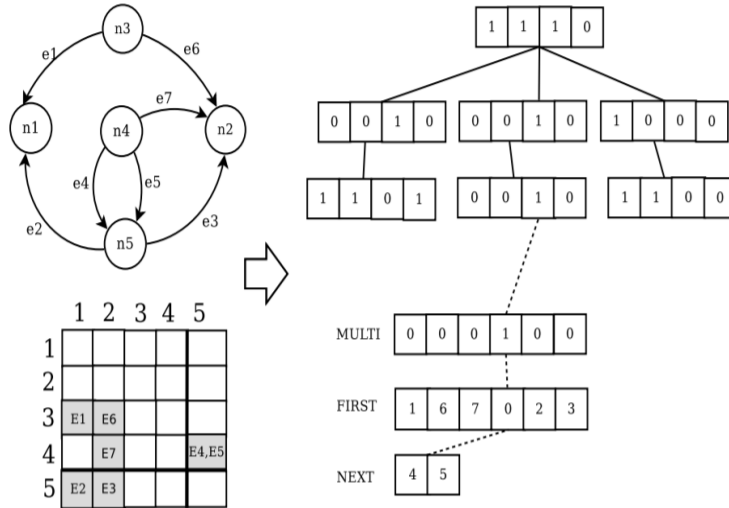 n3
e1
e6
e7
n1
n4
n2
e4
e5
e2
e3
n5
1 2 3 4 5
1
2
3 E1 E6
4 E7 E4,E5
5 E2 E3
1 1 1 0
0 0 1 0 0 0 1 0 1 0 0 0
1 1 0 1 0 0 1 0 1 1 0 0
MULTI 0 0 0 1 0 0
FIRST 1 6 7 0 2 3
NEXT 4 5